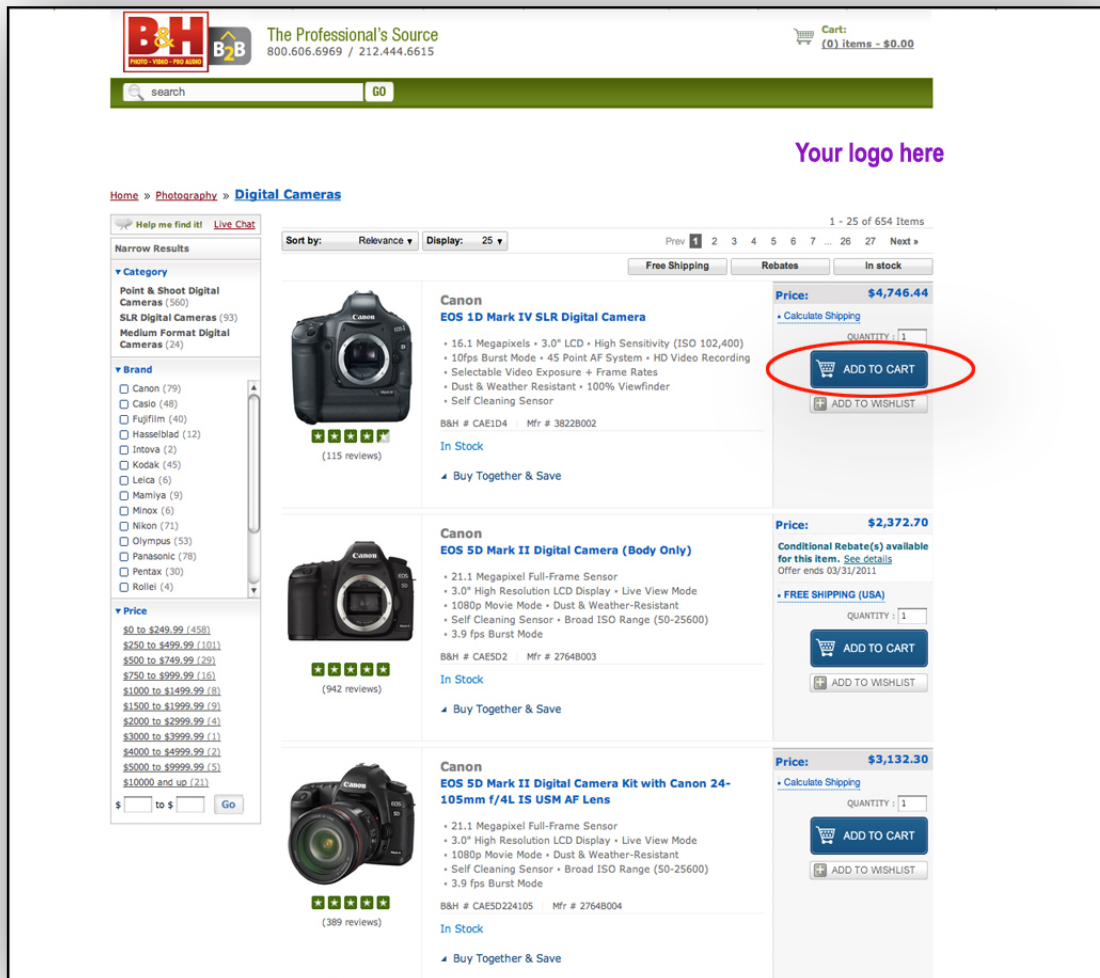 B&H B2B
PHOTO - VIDEO - PRO AUDIO
The Professional's Source
800.606.6969 / 212.444.6615
Cart:
(0) items - $0.00
search GO
Your logo here
Home » Photography » Digital Cameras
Help me find it! Live Chat
Narrow Results
▾ Category
Point & Shoot Digital
Cameras (560)
SLR Digital Cameras (93)
Medium Format Digital
Cameras (24)
▾ Brand
Canon (79)
Casio (48)
Fujifilm (40)
Hasselblad (12)
Intova (2)
Kodak (45)
Leica (6)
Mamiya (9)
Minox (6)
Nikon (71)
Olympus (53)
Panasonic (78)
Pentax (30)
Rollei (4)
▾ Price
$0 to $249.99 (458)
$250 to $499.99 (101)
$500 to $749.99 (29)
$750 to $999.99 (16)
$1000 to $1499.99 (8)
$1500 to $1999.99 (9)
$2000 to $2999.99 (4)
$3000 to $3999.99 (1)
$4000 to $4999.99 (2)
$5000 to $9999.99 (5)
$10000 and up (21)
$ to $ Go
1 - 25 of 654 Items
Sort by: Relevance ▾ Display: 25 ▾
Prev 1 2 3 4 5 6 7 ... 26 27 Next »
Free Shipping Rebates In stock
Canon
EOS 1D Mark IV SLR Digital Camera
• 16.1 Megapixels • 3.0" LCD • High Sensitivity (ISO 102,400)
• 10fps Burst Mode • 45 Point AF System • HD Video Recording
• Selectable Video Exposure + Frame Rates
• Dust & Weather Resistant • 100% Viewfinder
• Self Cleaning Sensor
B&H # CAE1D4 | Mfr # 3822B002
In Stock
Buy Together & Save
Canon
(115 reviews)
Price: $4,746.44
• Calculate Shipping
QUANTITY : 1
ADD TO CART
ADD TO WISHLIST
Canon
EOS 5D Mark II Digital Camera (Body Only)
• 21.1 Megapixel Full-Frame Sensor
• 3.0" High Resolution LCD Display • Live View Mode
• 1080p Movie Mode • Dust & Weather-Resistant
• Self Cleaning Sensor • Broad ISO Range (50-25600)
• 3.9 fps Burst Mode
B&H # CAE5D2 | Mfr # 2764B003
In Stock
Buy Together & Save
Canon
EOS
5D
(942 reviews)
Price: $2,372.70
Conditional Rebate(s) available
for this item. See details
Offer ends 03/31/2011
• FREE SHIPPING (USA)
QUANTITY : 1
ADD TO CART
ADD TO WISHLIST
Canon
EOS 5D Mark II Digital Camera Kit with Canon 24-
105mm f/4L IS USM AF Lens
• 21.1 Megapixel Full-Frame Sensor
• 3.0" High Resolution LCD Display • Live View Mode
• 1080p Movie Mode • Dust & Weather-Resistant
• Self Cleaning Sensor • Broad ISO Range (50-25600)
• 3.9 fps Burst Mode
B&H # CAE5D224105 | Mfr # 2764B004
In Stock
Buy Together & Save
Canon
EOS
5D
(389 reviews)
Price: $3,132.30
• Calculate Shipping
QUANTITY : 1
ADD TO CART
ADD TO WISHLIST